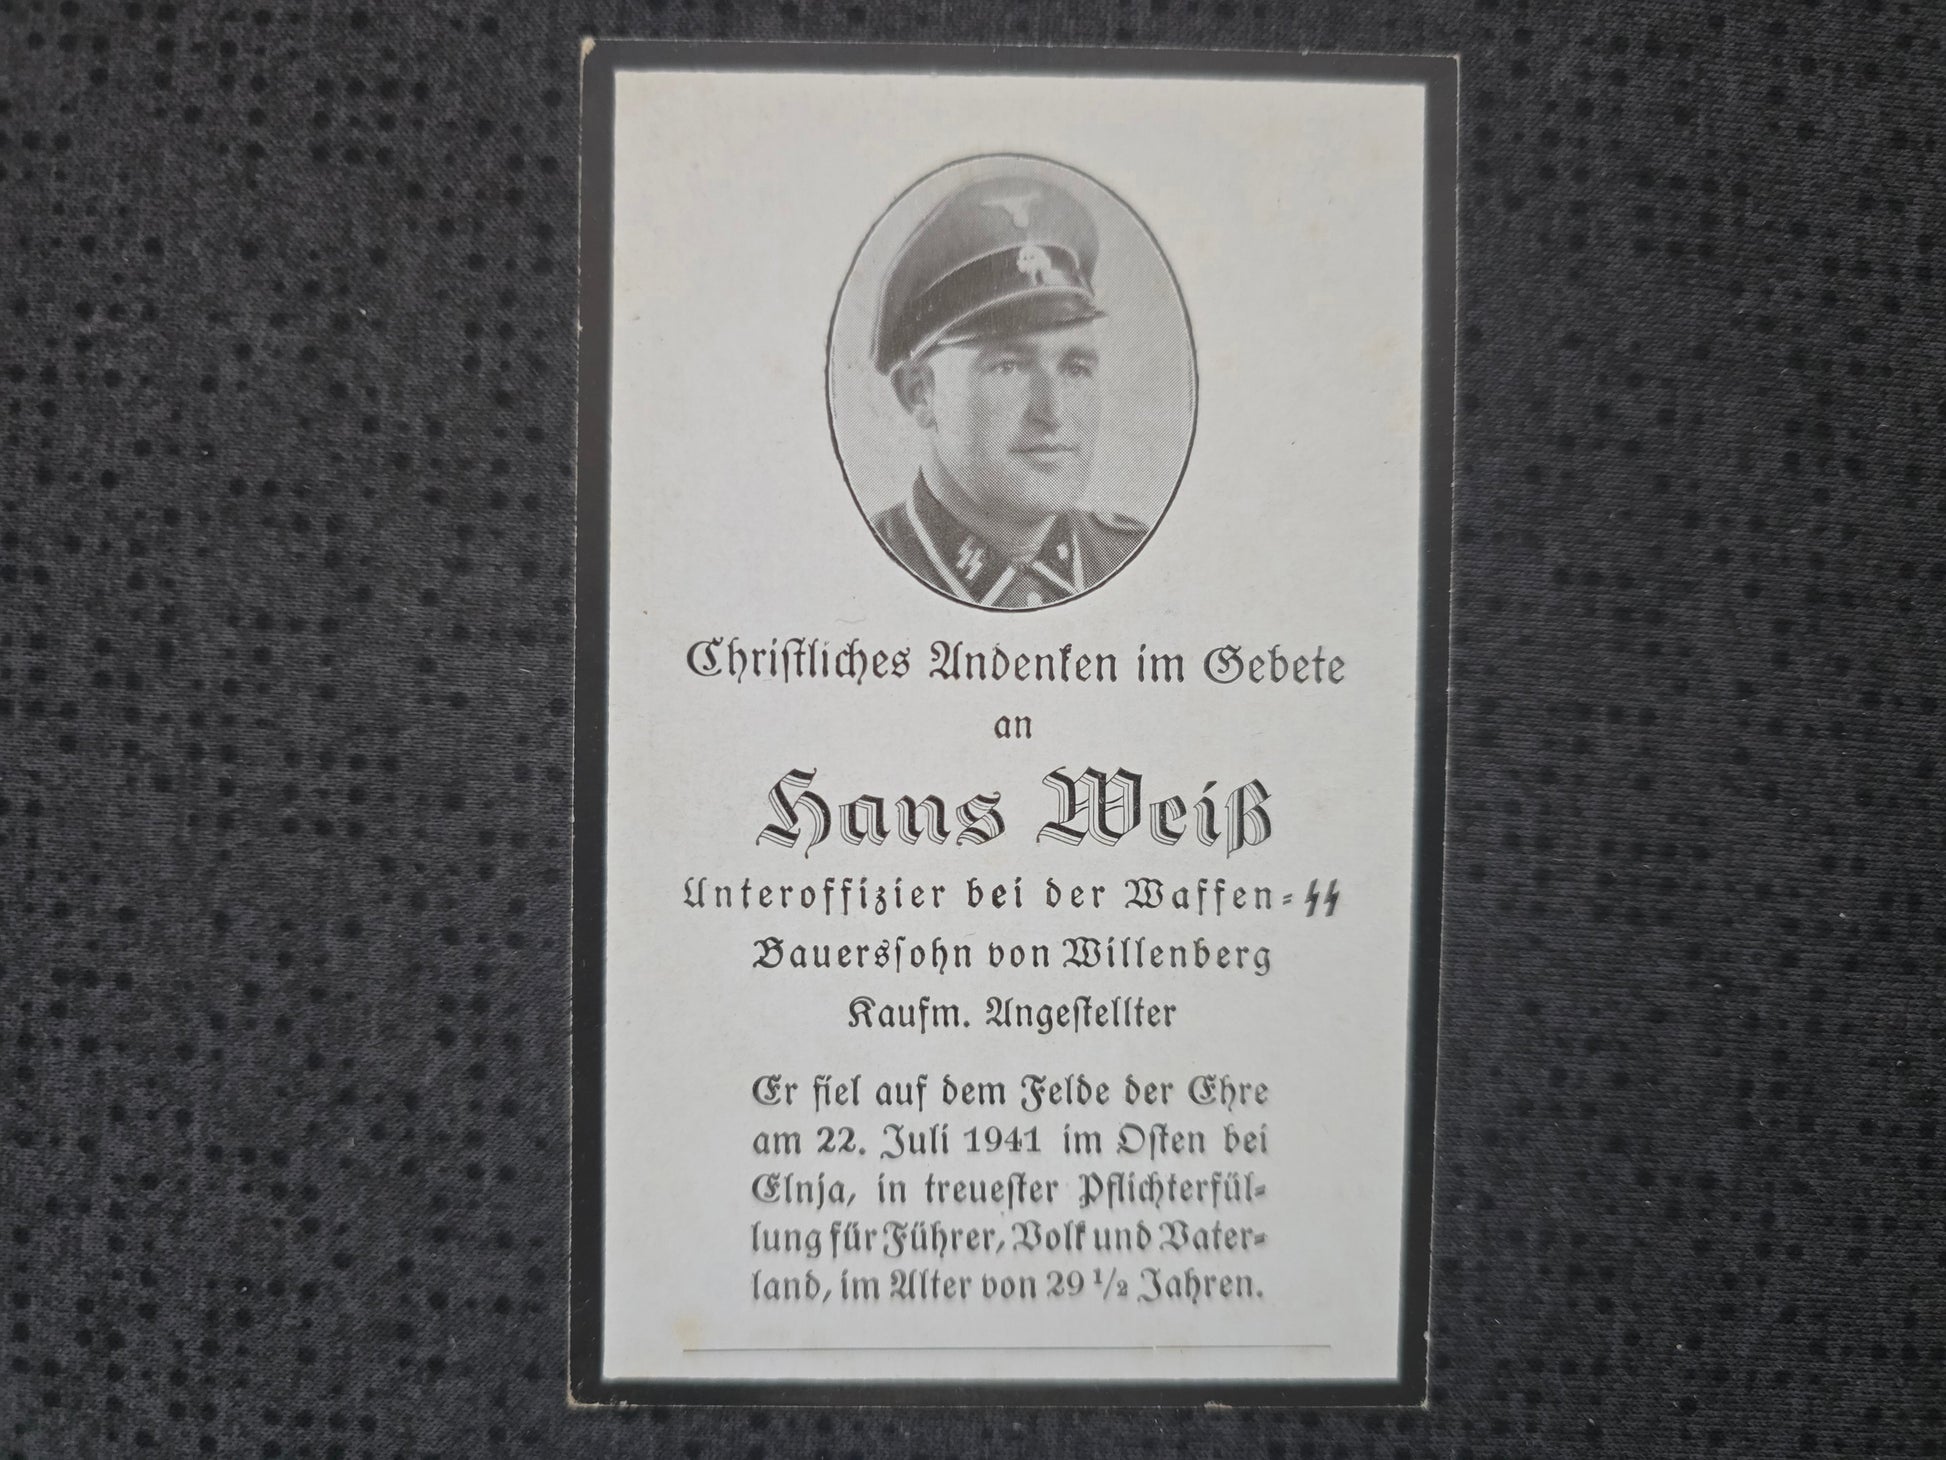 Christliches Andenken im Gebete
an
Hans Weiß
Unteroffizier bei der Waffen-SS
Bauerssohn von Willenberg
Kaufm. Angestellter
Er fiel auf dem Felde der Ehre
am 22. Juli 1941 im Osten bei
Elnja, in treuester Pflichterfül-
lung für Führer, Volk und Vater-
land, im Alter von 29 1/2 Jahren.